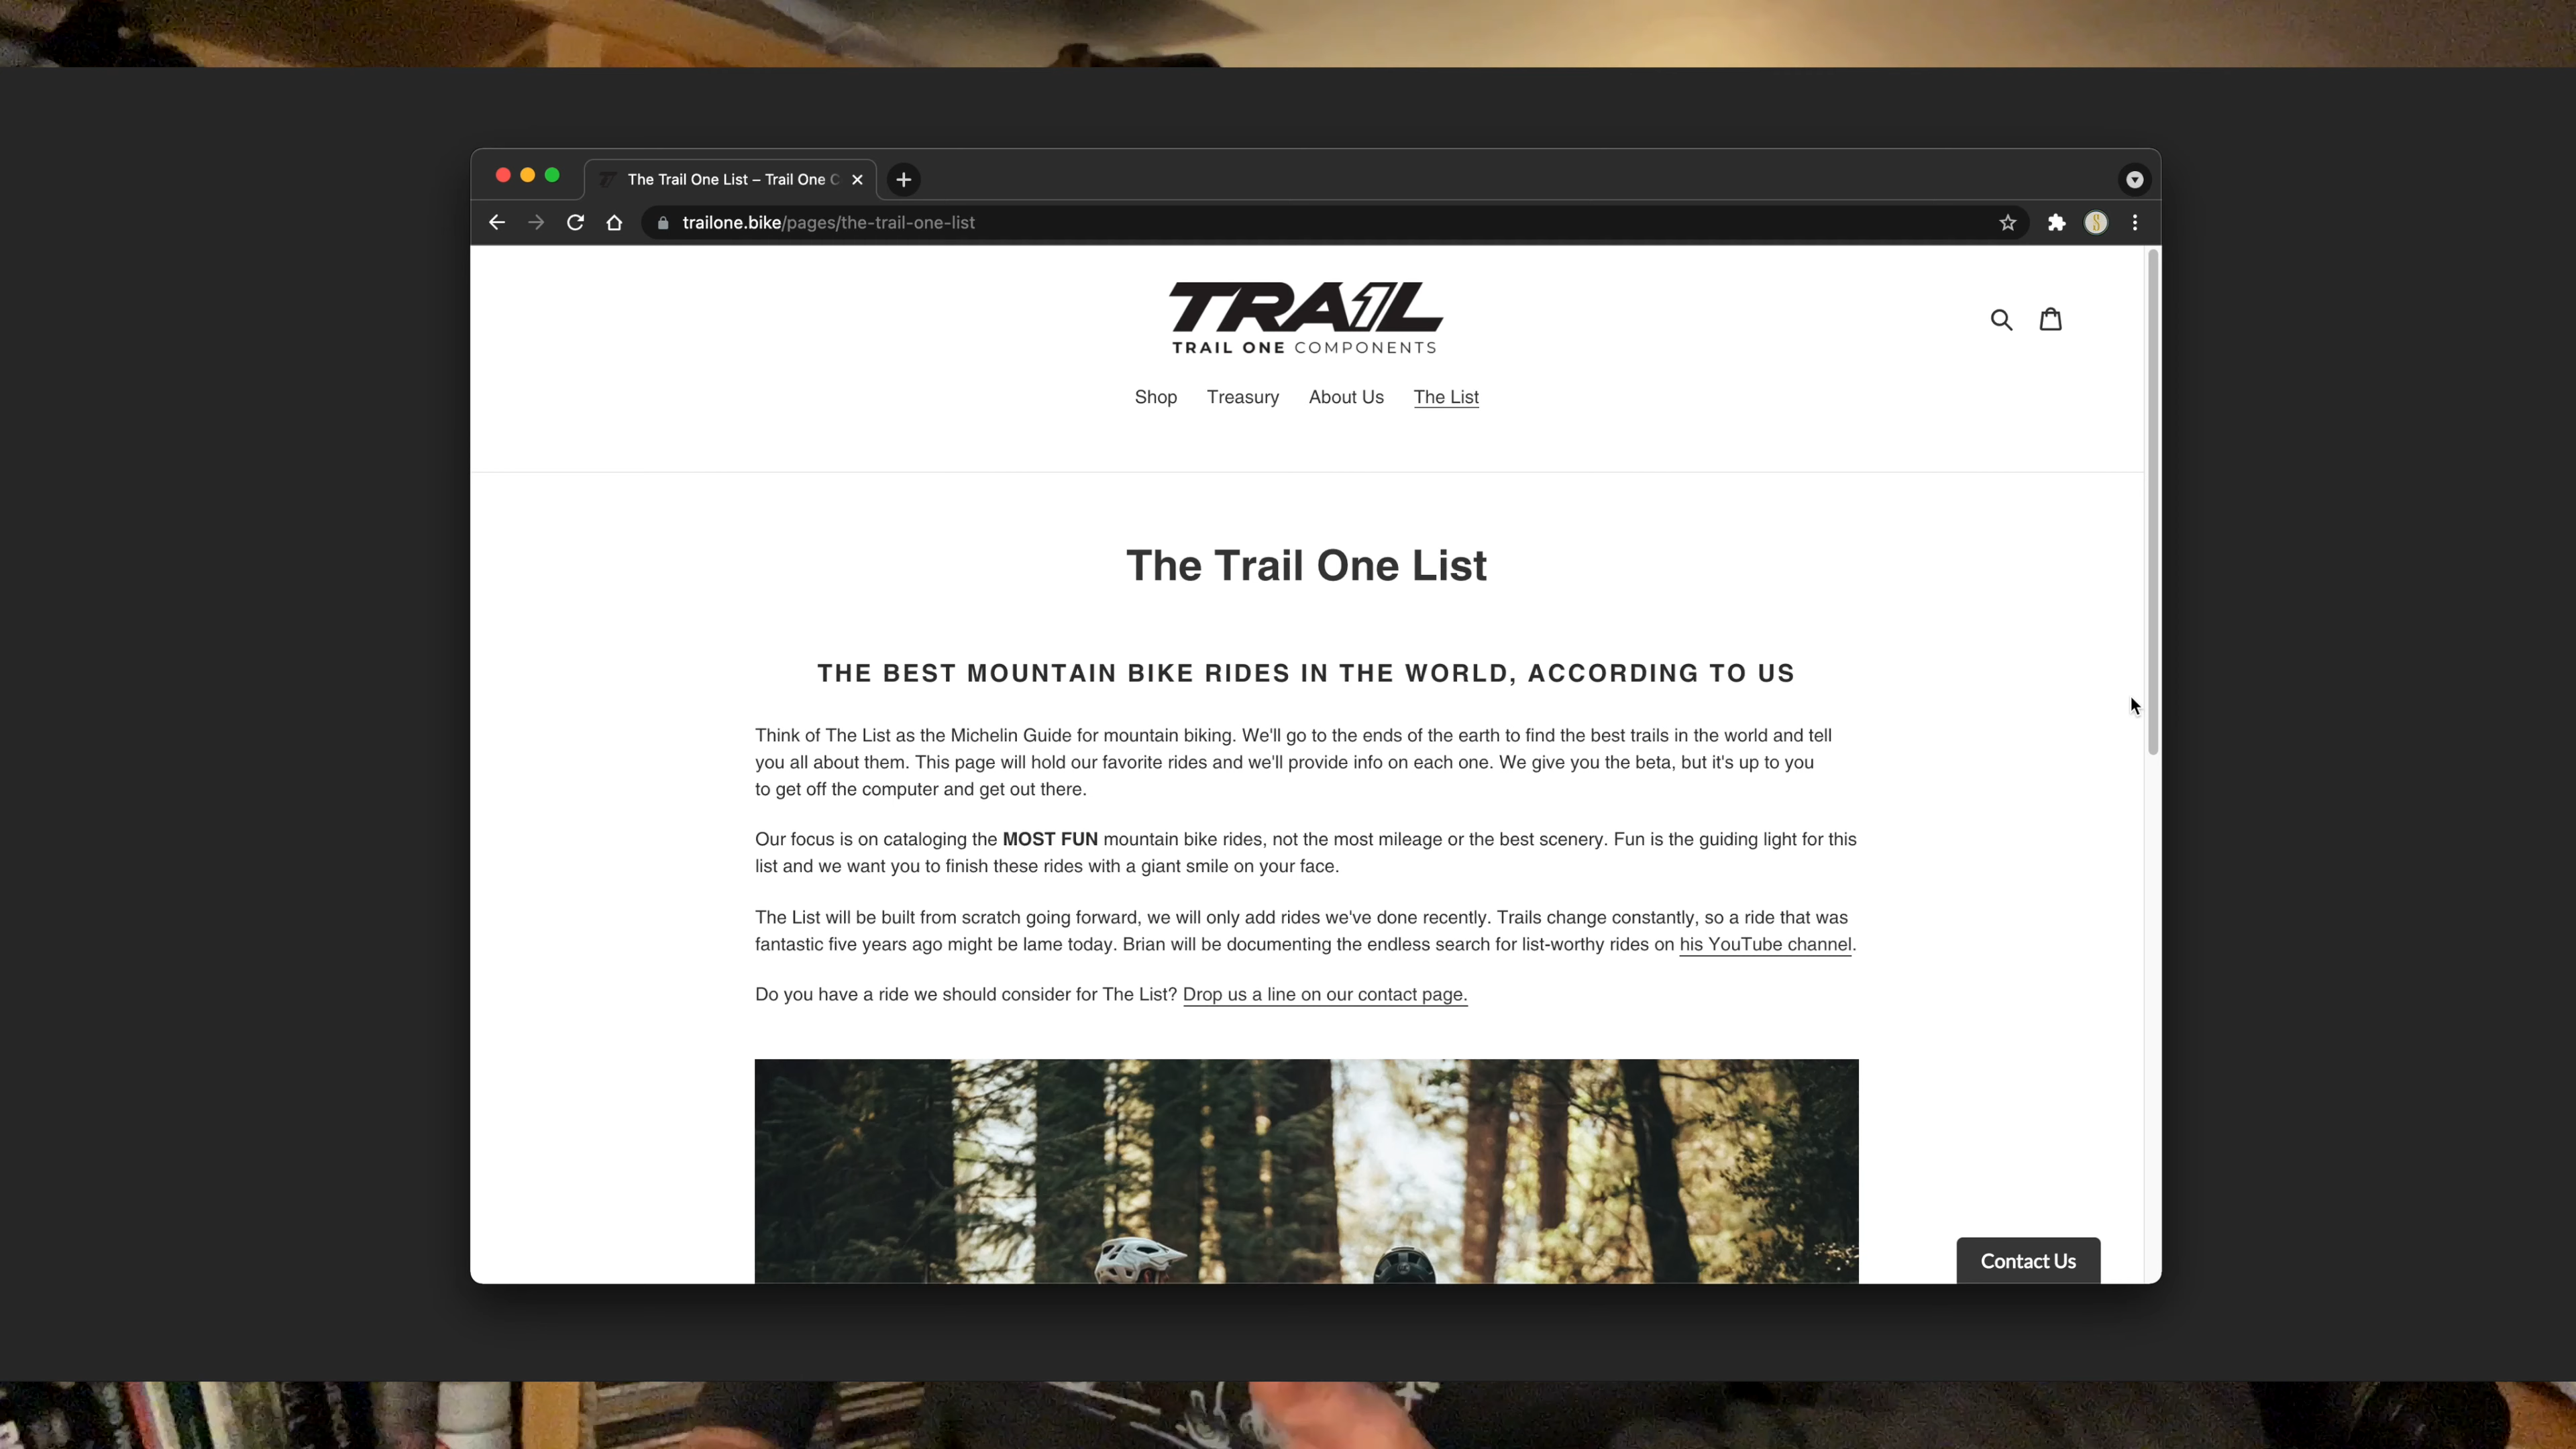 The Trail One List – Trail One C
trailone.bike/pages/the-trail-one-list
TRA1L
TRAIL ONE COMPONENTS
Shop Treasury About Us The List
The Trail One List
THE BEST MOUNTAIN BIKE RIDES IN THE WORLD, ACCORDING TO US
Think of The List as the Michelin Guide for mountain biking. We'll go to the ends of the earth to find the best trails in the world and tell
you all about them. This page will hold our favorite rides and we'll provide info on each one. We give you the beta, but it's up to you
to get off the computer and get out there.
Our focus is on cataloging the MOST FUN mountain bike rides, not the most mileage or the best scenery. Fun is the guiding light for this
list and we want you to finish these rides with a giant smile on your face.
The List will be built from scratch going forward, we will only add rides we've done recently. Trails change constantly, so a ride that was
fantastic five years ago might be lame today. Brian will be documenting the endless search for list-worthy rides on his YouTube channel.
Do you have a ride we should consider for The List? Drop us a line on our contact page.
Contact Us